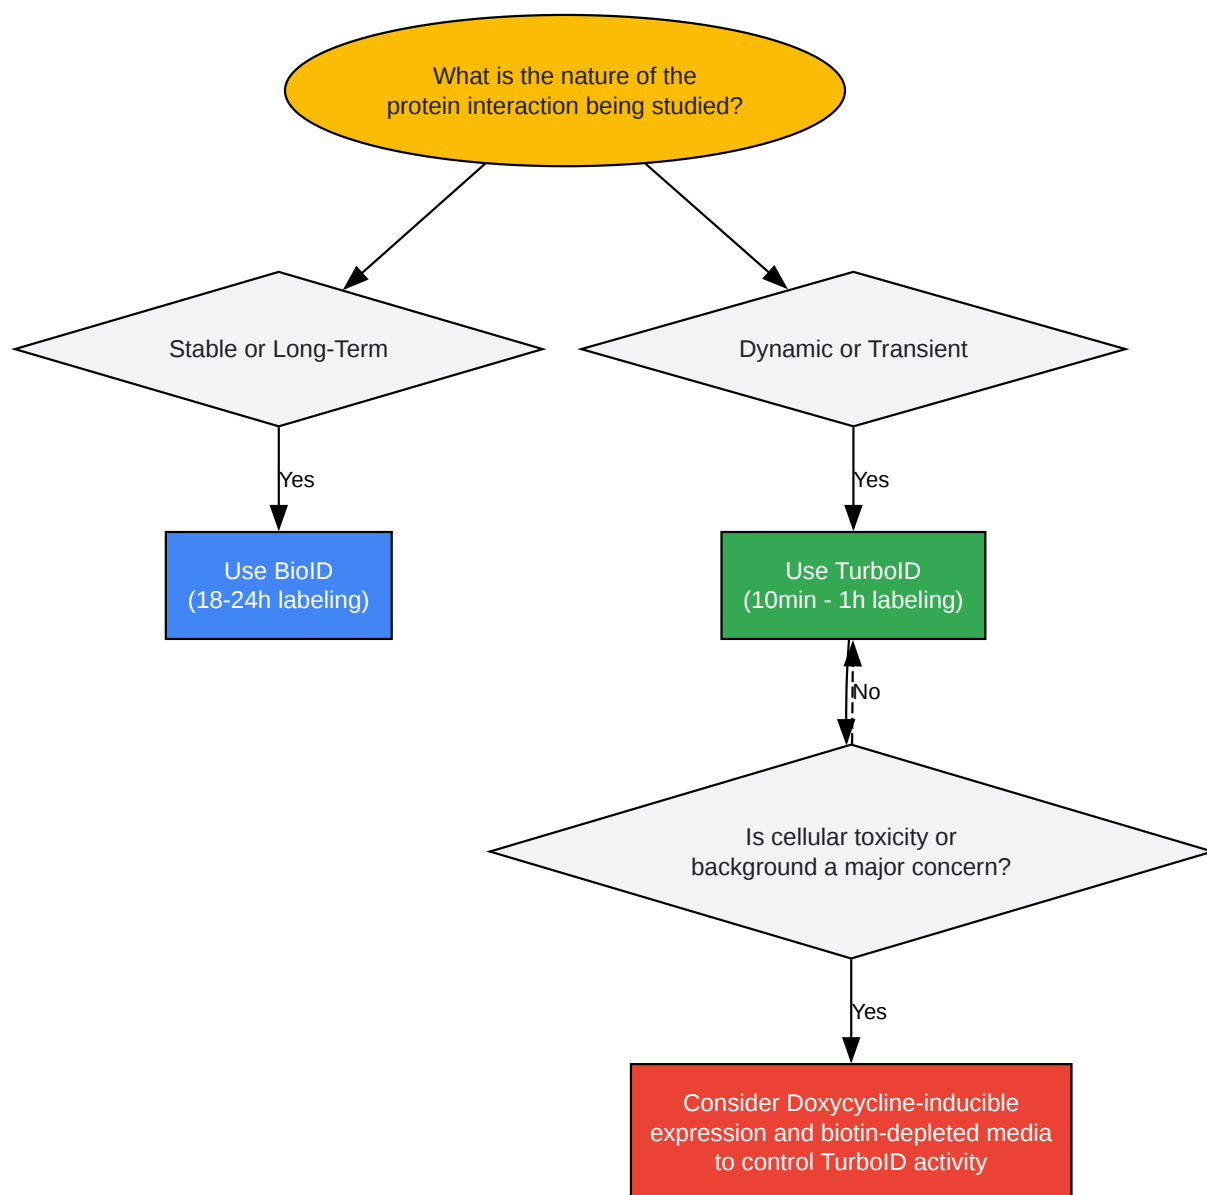 What is the nature of the
protein interaction being studied?
Stable or Long-Term
Dynamic or Transient
Yes
Yes
Use BioID
(18-24h labeling)
Use TurboID
(10min - 1h labeling)
No
Is cellular toxicity or
background a major concern?
Yes
Consider Doxycycline-inducible
expression and biotin-depleted media
to control TurboID activity